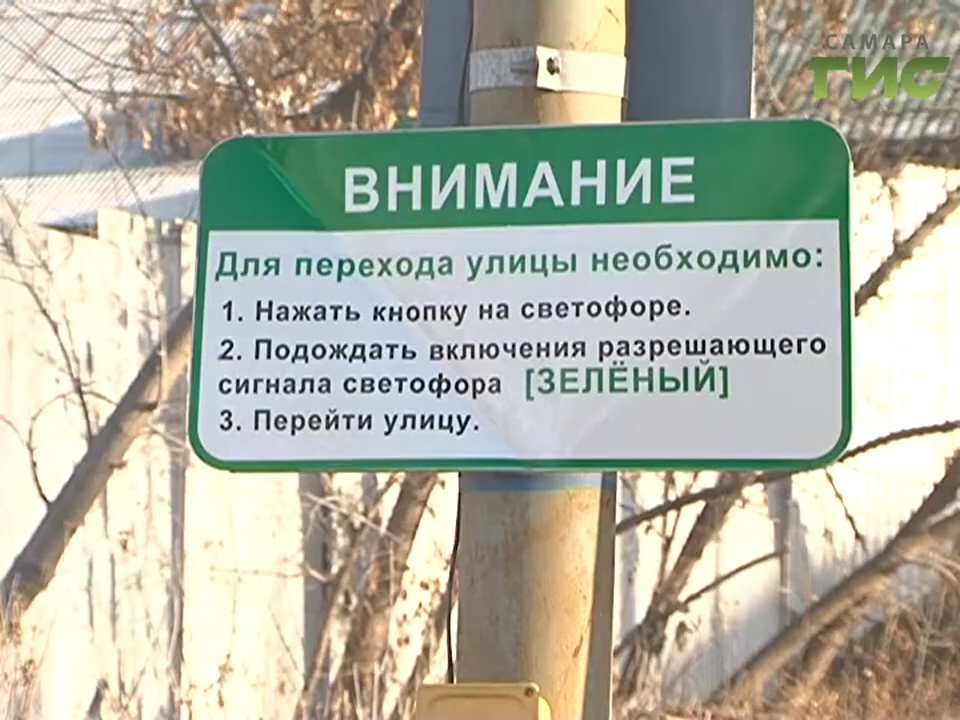 САМАРА
ГИС
ВНИМАНИЕ
Для перехода улицы необходимо:
1. Нажать кнопку на светофоре.
2. Подождать включения разрешающего
сигнала светофора [ЗЕЛЁНЫЙ]
3. Перейти улицу.